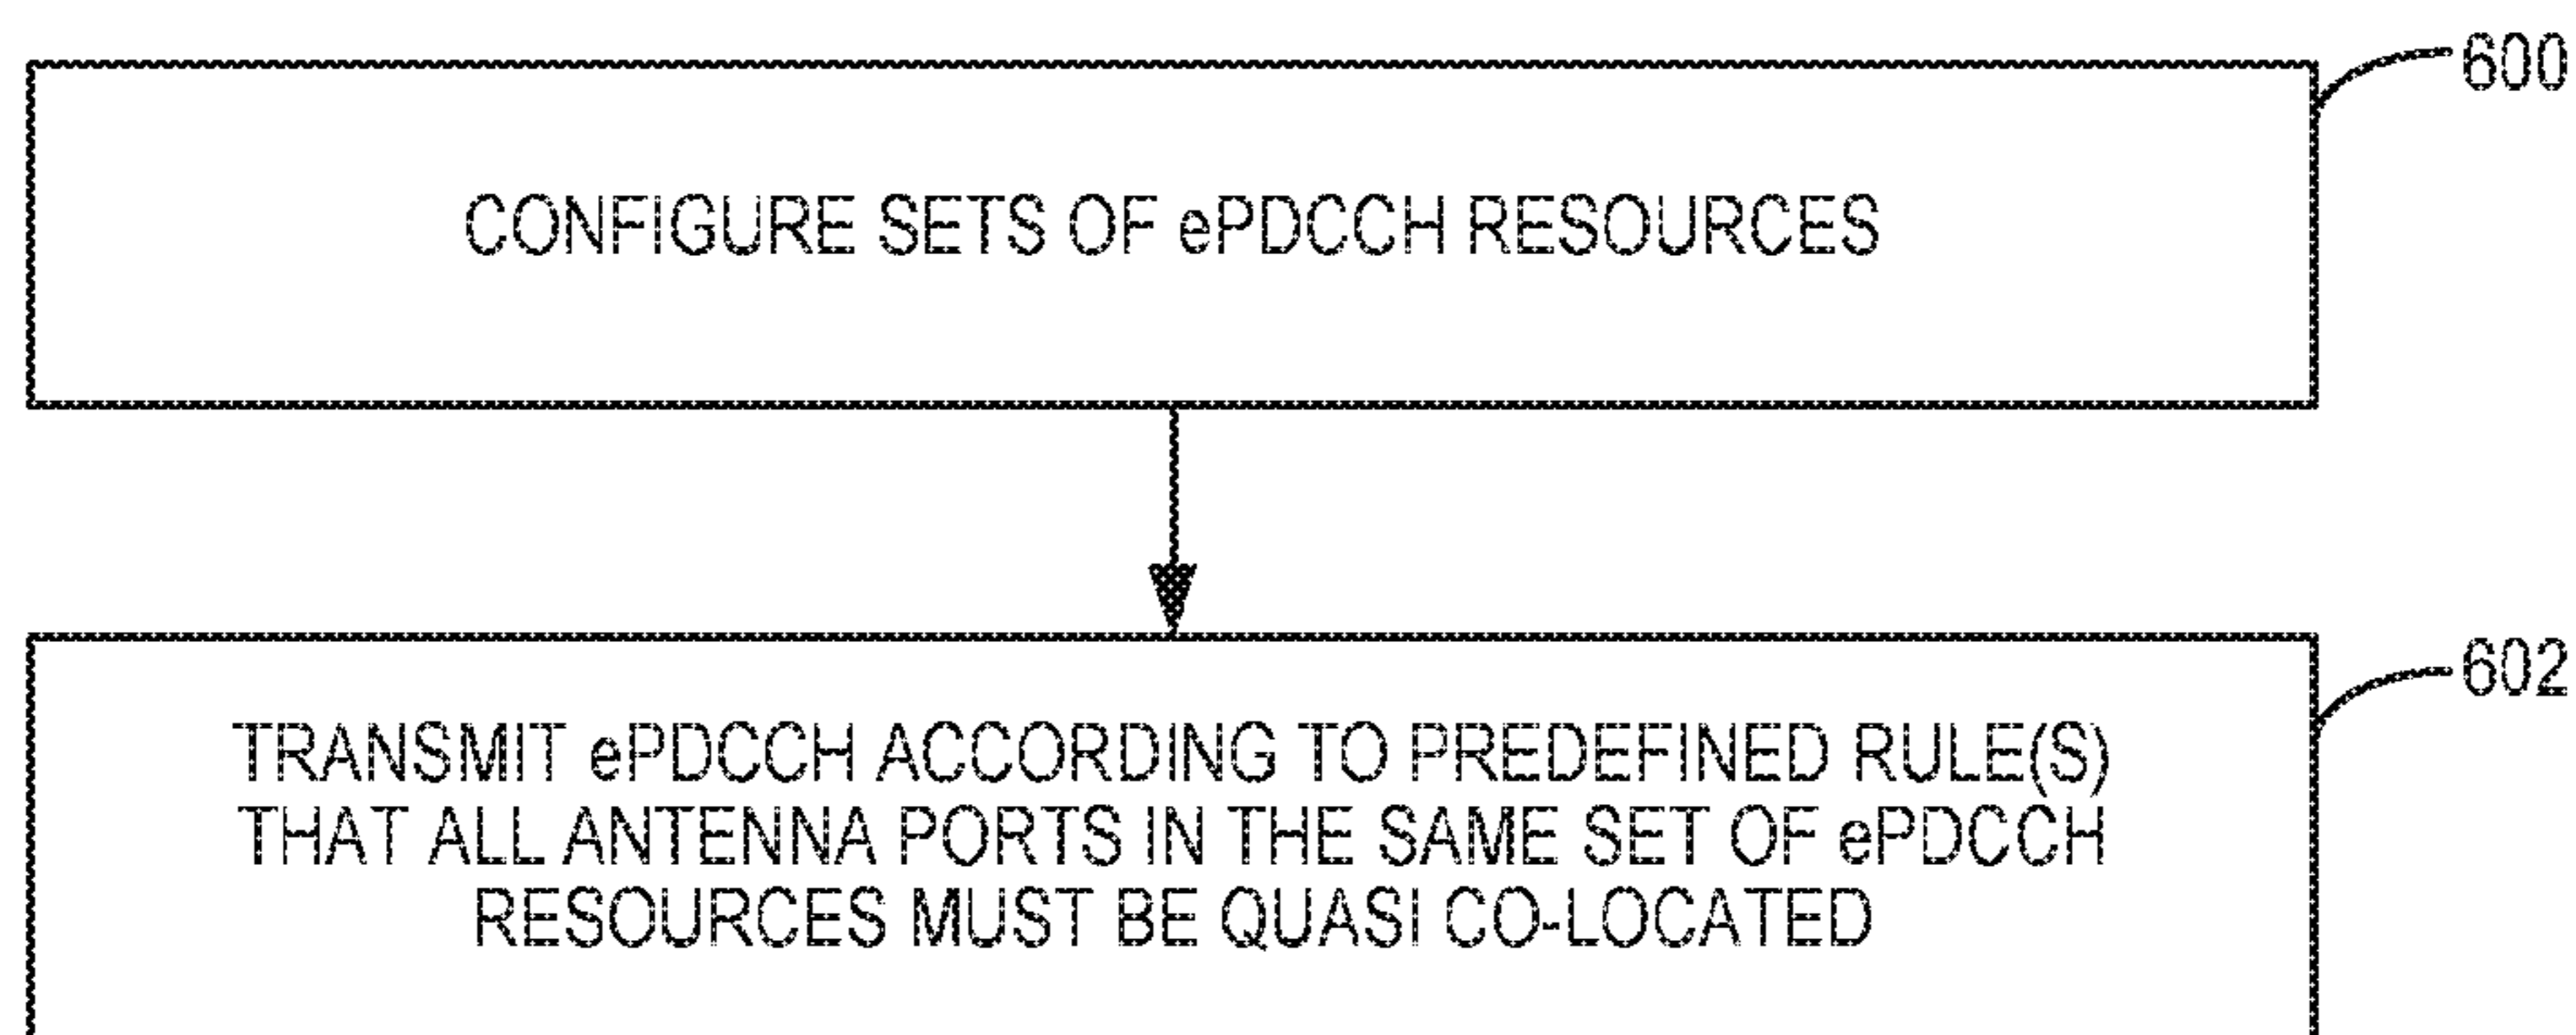 600
CONFIGURE SETS OF ePDCCH RESOURCES
602
TRANSMIT ePDCCH ACCORDING TO PREDEFINED RULE(S)
THAT ALL ANTENNA PORTS IN THE SAME SET OF ePDCCH
RESOURCES MUST BE QUASI CO-LOCATED